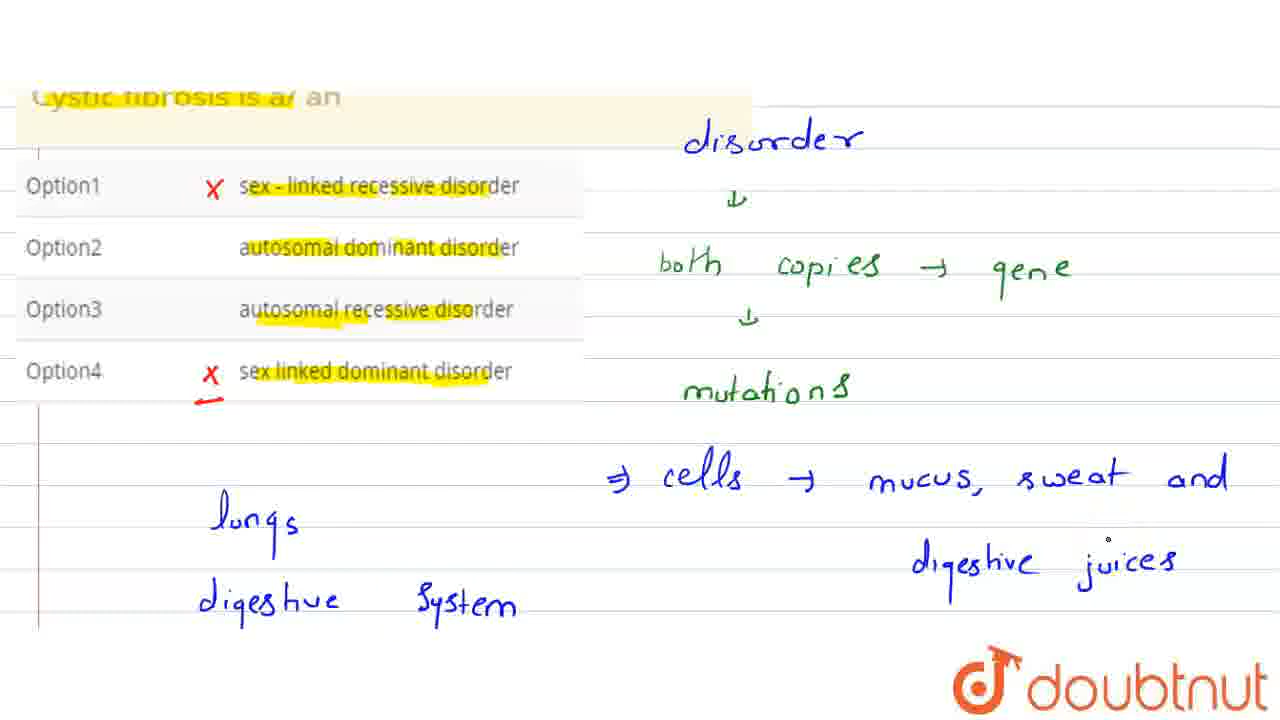 Cystic fibrosis is a/ an
disorder
Option1 X sex - linked recessive disorder
↓
Option2 autosomal dominant disorder
both copies → gene
Option3 autosomal recessive disorder
↓
Option4 X sex linked dominant disorder
mutations
⇒ cells → mucus, sweat and
digestive juices
lungs
digestive system
doubtnut